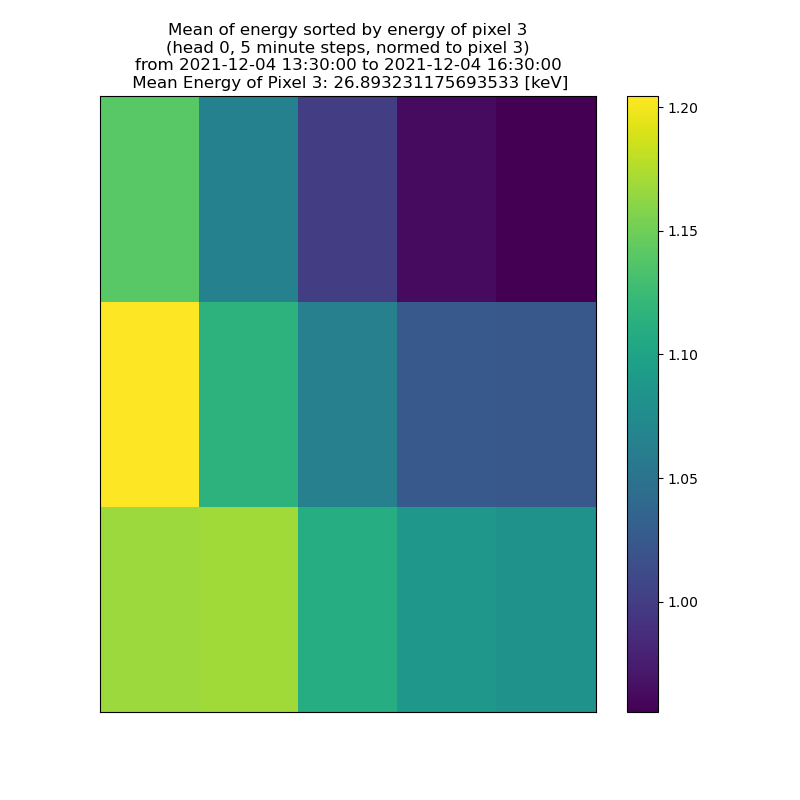 Mean of energy sorted by energy of pixel 3
(head 0, 5 minute steps, normed to pixel 3)
from 2021-12-04 13:30:00 to 2021-12-04 16:30:00
Mean Energy of Pixel 3: 26.893231175693533 [keV]
1.20
1.15
1.10
1.05
1.00